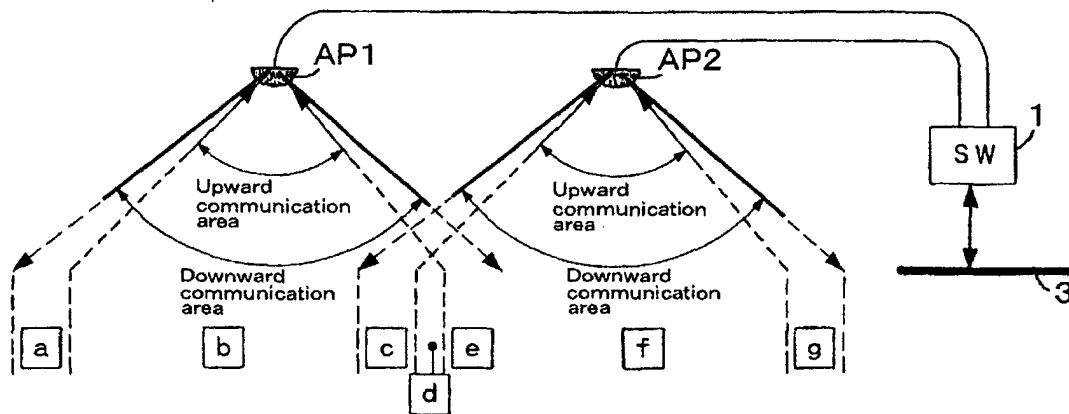 AP1
AP2
1
SW
Upward
communication
area
Upward
communication
area
Downward
communication
area
Downward
communication
area
3
a
b
c
e
f
g
d